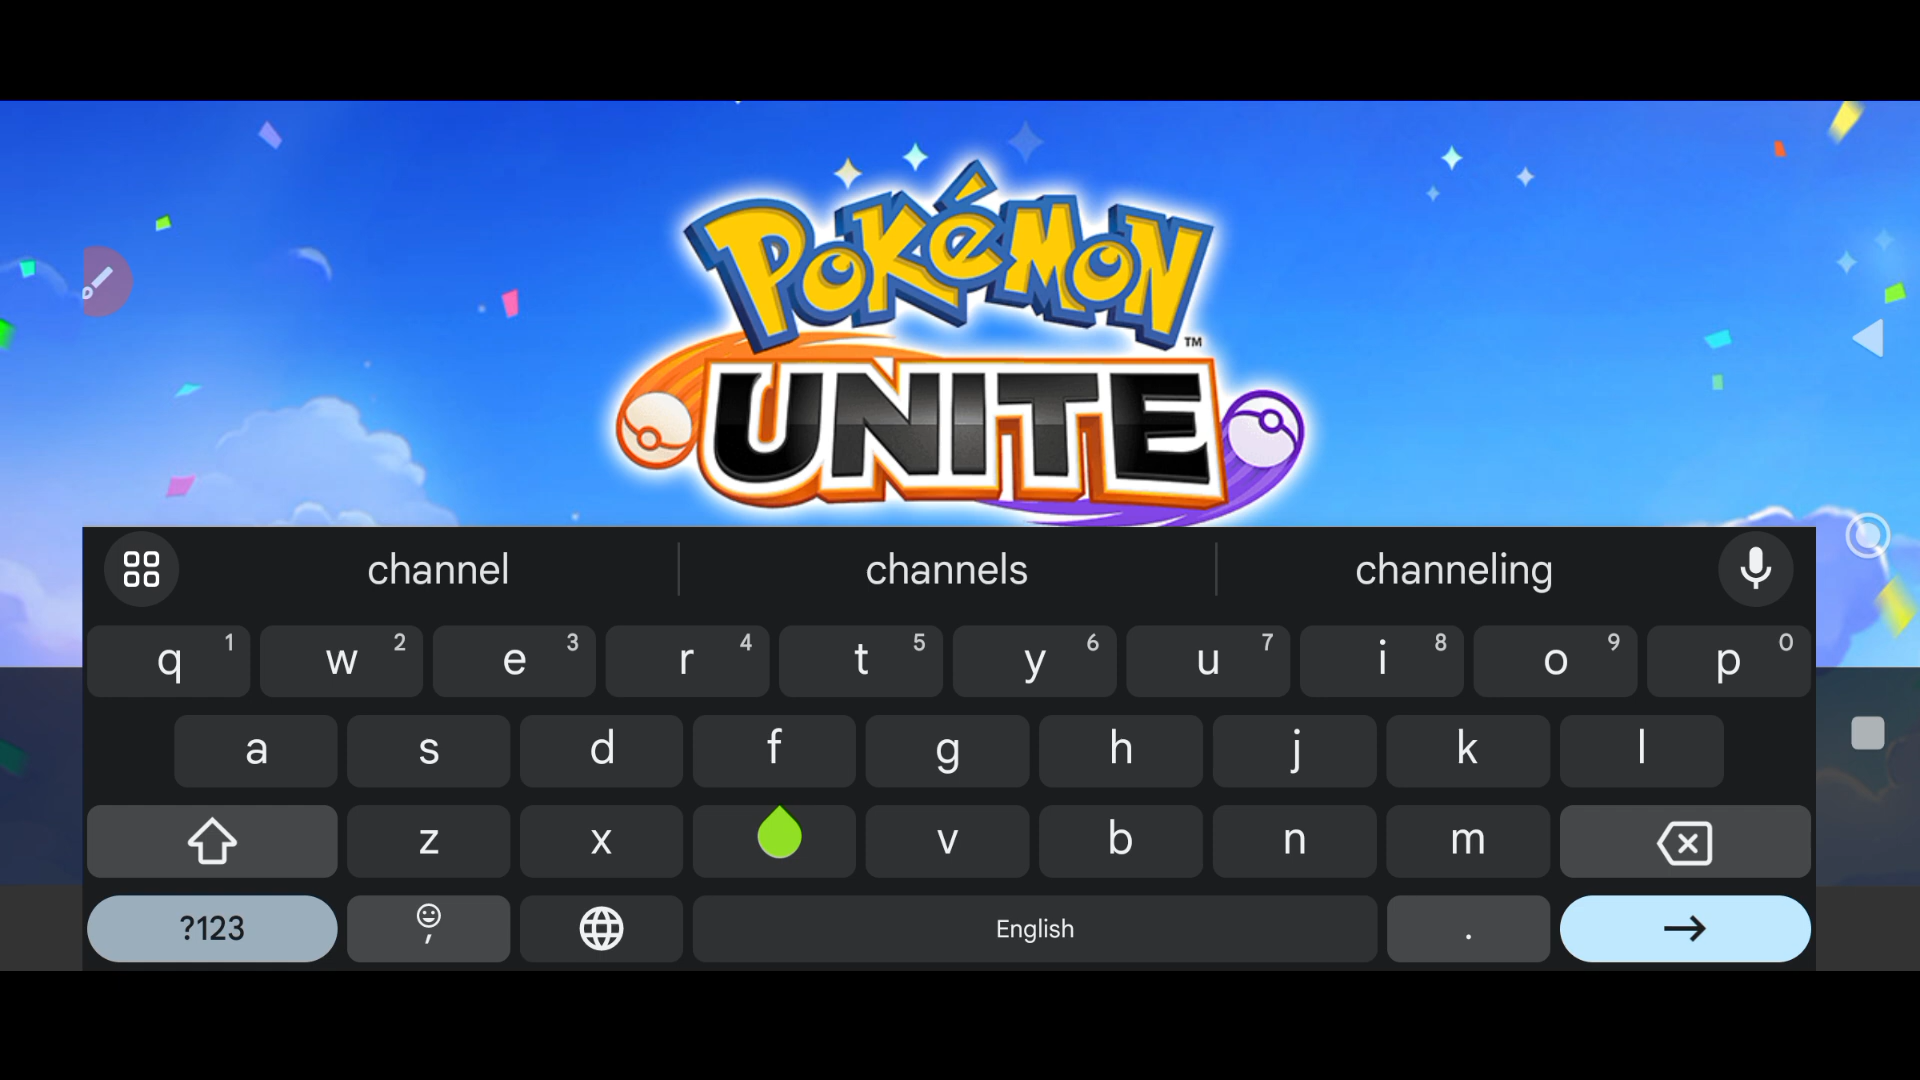 POKéMON
™
UNITE
channel channels channeling
q 1 w 2 e 3 r 4 t 5 y 6 u 7 i 8 o 9 p 0
a s d f g h j k l
z x v b n m
?123 , English . →